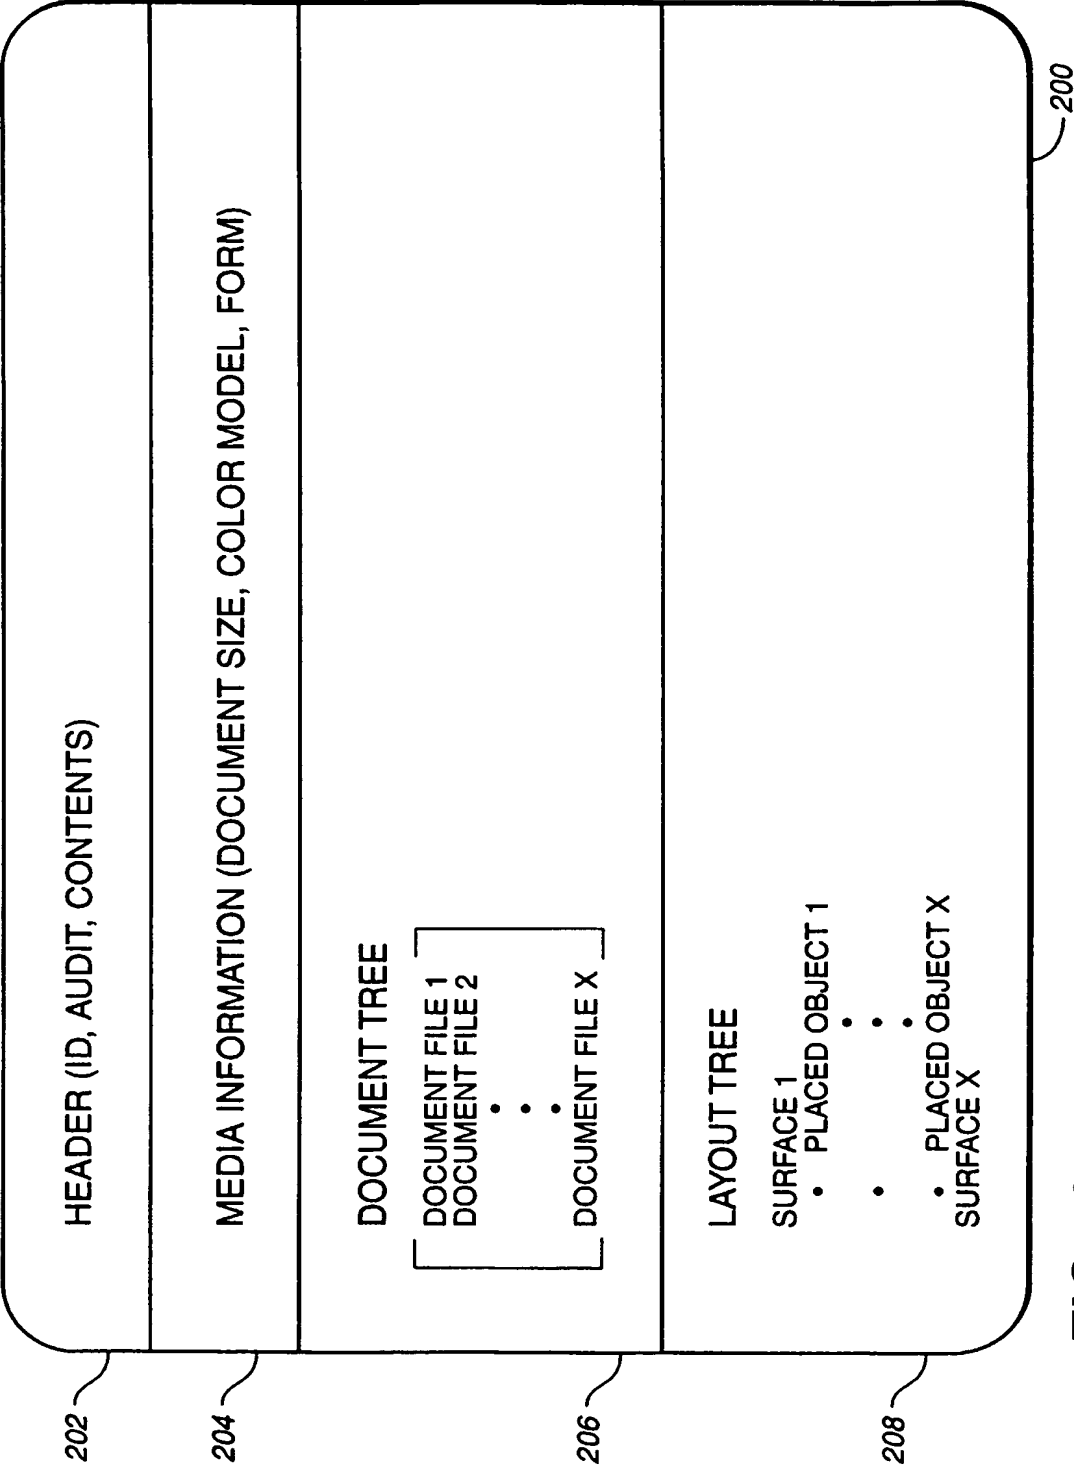 HEADER (ID, AUDIT, CONTENTS)
202
MEDIA INFORMATION (DOCUMENT SIZE, COLOR MODEL, FORM)
204
DOCUMENT TREE
DOCUMENT FILE 1
DOCUMENT FILE 2
DOCUMENT FILE X
206
LAYOUT TREE
SURFACE 1
• PLACED OBJECT 1
• PLACED OBJECT X
SURFACE X
208
200